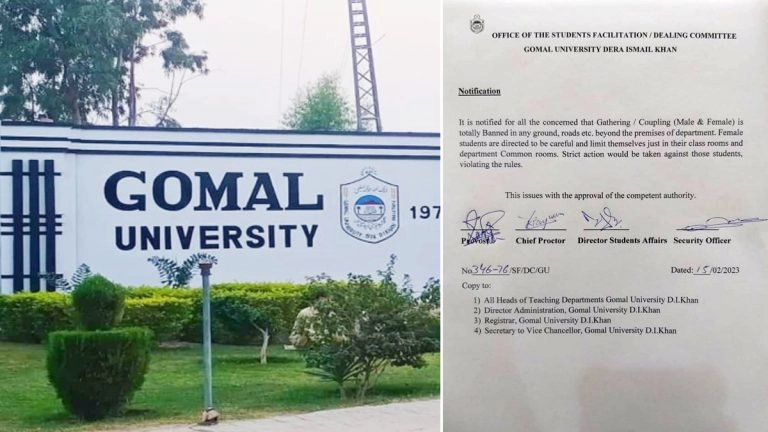 GOMAL
UNIVERSITY
197
OFFICE OF THE STUDENTS FACILITATION / DEALING COMMITTEE
GOMAL UNIVERSITY DERA ISMAIL KHAN
Notification
It is notified for all the concerned that Gathering / Coupling (Male & Female) is
totally Banned in any ground, roads etc. beyond the premises of department. Female
students are directed to be careful and limit themselves just in their class rooms and
department Common rooms. Strict action would be taken against those students,
violating the rules.
This issues with the approval of the competent authority.
Provost Chief Proctor Director Students Affairs Security Officer
No 346-76/SF/DC/GU Dated: 15/02/2023
Copy to:
1) All Heads of Teaching Departments Gomal University D.I.Khan
2) Director Administration, Gomal University D.I.Khan
3) Registrar, Gomal University D.I.Khan
4) Secretary to Vice Chancellor, Gomal University D.I.Khan